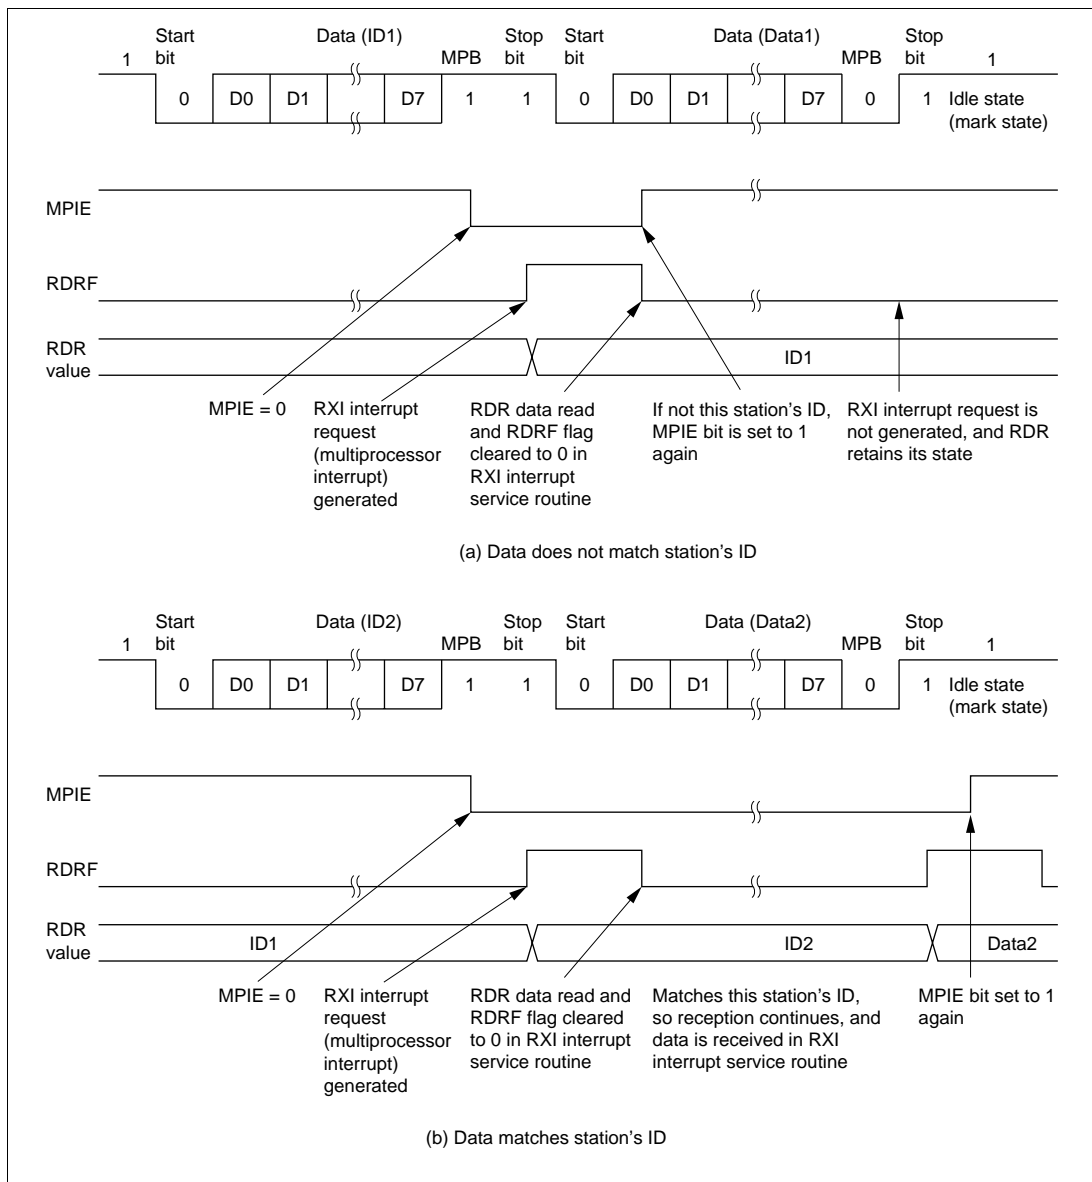 Start bit
Data (ID1)
MPB
Stop bit
Start bit
Data (Data1)
MPB
Stop bit
1
1
0 D0 D1 D7 1 1 0 D0 D1 D7 0 1
Idle state
(mark state)
MPIE
RDRF
RDR
value
ID1
MPIE = 0
RXI interrupt
request
(multiprocessor
interrupt)
generated
RDR data read
and RDRF flag
cleared to 0 in
RXI interrupt
service routine
If not this station's ID,
MPIE bit is set to 1
again
RXI interrupt request is
not generated, and RDR
retains its state
(a) Data does not match station's ID
Start bit
Data (ID2)
MPB
Stop bit
Start bit
Data (Data2)
MPB
Stop bit
1
1
0 D0 D1 D7 1 1 0 D0 D1 D7 0 1
Idle state
(mark state)
MPIE
RDRF
RDR
value
ID1
ID2
Data2
MPIE = 0
RXI interrupt
request
(multiprocessor
interrupt)
generated
RDR data read and
RDRF flag cleared
to 0 in RXI interrupt
service routine
Matches this station's ID,
so reception continues, and
data is received in RXI
interrupt service routine
MPIE bit set to 1
again
(b) Data matches station's ID